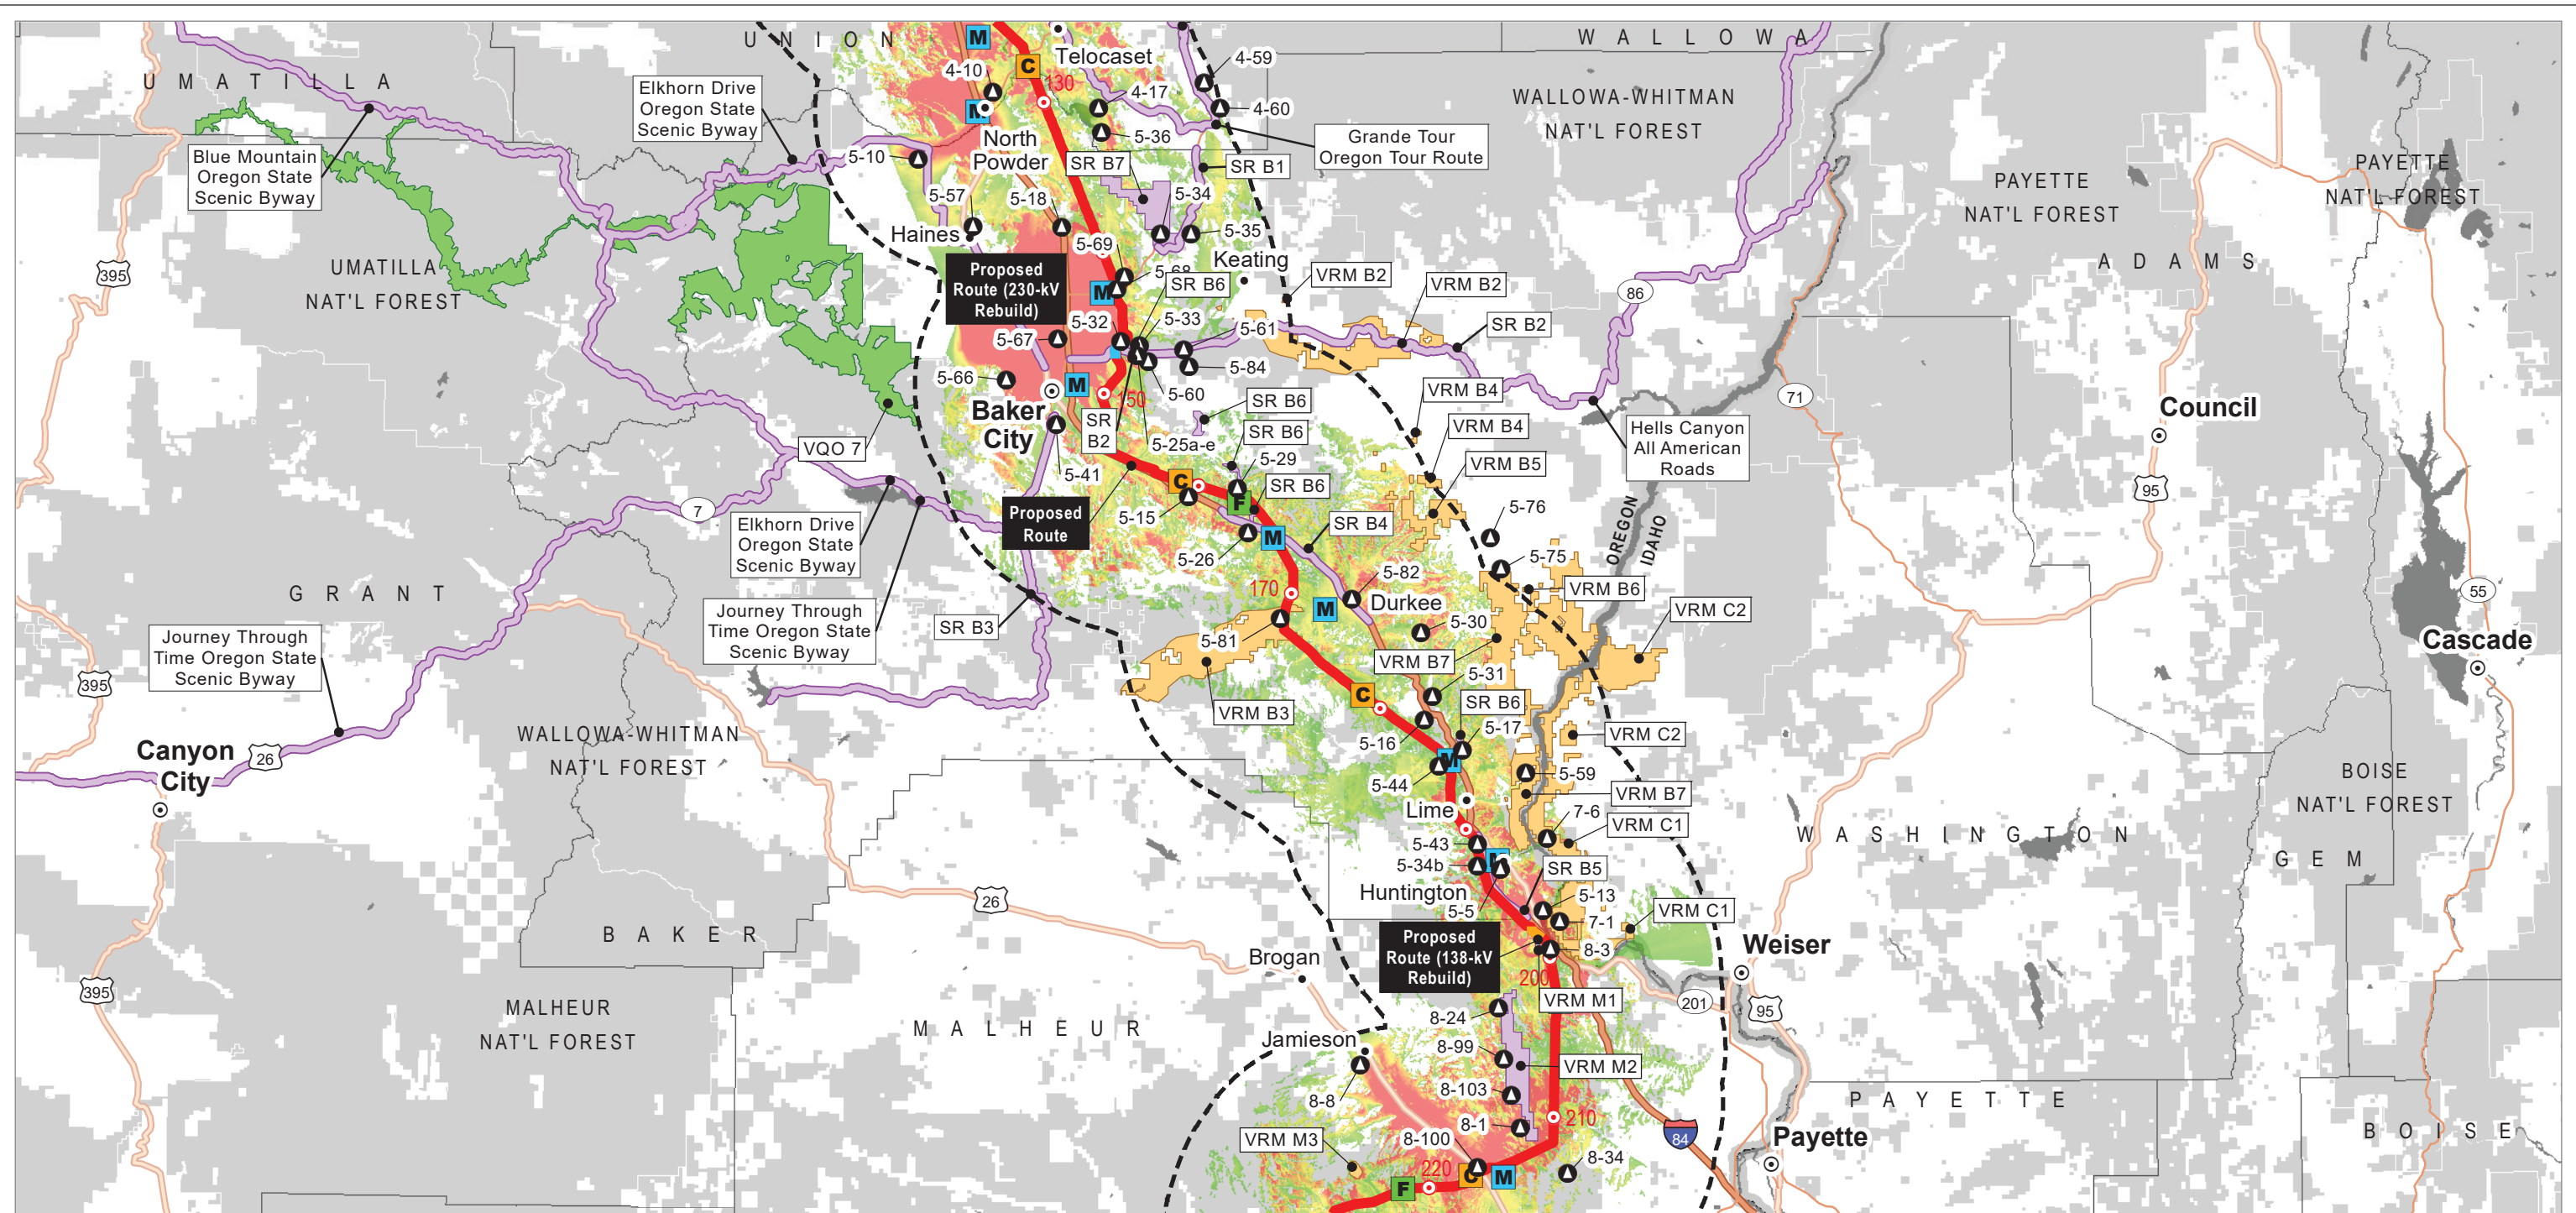 UNION
WALLOWA
UMATILLA
M
C
Telocaset
4-59
4-10
130
4-17
4-60
Elkhorn Drive
Oregon State
Scenic Byway
WALLOWA-WHITMAN
NAT'L FOREST
M
North
Powder
5-36
Grande Tour
Oregon Tour Route
Blue Mountain
Oregon State
Scenic Byway
5-10
SR B7
SR B1
PAYETTE
NAT'L FOREST
PAYETTE
NAT'L FOREST
5-57
5-18
5-34
Haines
5-35
5-69
Keating
ADAMS
395
UMATILLA
NAT'L FOREST
Proposed
Route (230-kV
Rebuild)
5-68
SR B6
VRM B2
VRM B2
86
M
5-32
5-33
5-61
SR B2
5-67
5-66
M
5-84
5-60
150
VRM B4
71
Baker
City
SR
B2
SR B6
Council
VQO 7
5-25a-e
SR B6
VRM B4
Hells Canyon
All American
Roads
5-41
5-29
VRM B5
C
SR B6
95
F
7
Proposed
Route
5-15
5-76
Elkhorn Drive
Oregon State
Scenic Byway
SR B4
OREGON
IDAHO
M
5-26
5-75
GRANT
170
5-82
VRM B6
55
Journey Through
Time Oregon State
Scenic Byway
SR B3
M
Durkee
VRM C2
Journey Through
Time Oregon State
Scenic Byway
5-81
5-30
Cascade
VRM B7
395
5-31
C
VRM B3
SR B6
WALLOWA-WHITMAN
NAT'L FOREST
5-17
VRM C2
5-16
Canyon
City
26
M
5-44
5-59
BOISE
NAT'L FOREST
VRM B7
Lime
7-6
VRM C1
WASHINGTON
5-43
GEM
5-34b
SR B5
Huntington
26
5-13
5-5
VRM C1
7-1
BAKER
Proposed
Route (138-kV
Rebuild)
Weiser
8-3
Brogan
200
395
MALHEUR
NAT'L FOREST
VRM M1
201
95
8-24
MALHEUR
Jamieson
8-99
VRM M2
8-103
8-8
PAYETTE
210
8-1
VRM M3
8-100
84
Payette
BOISE
8-34
220
C
M
F